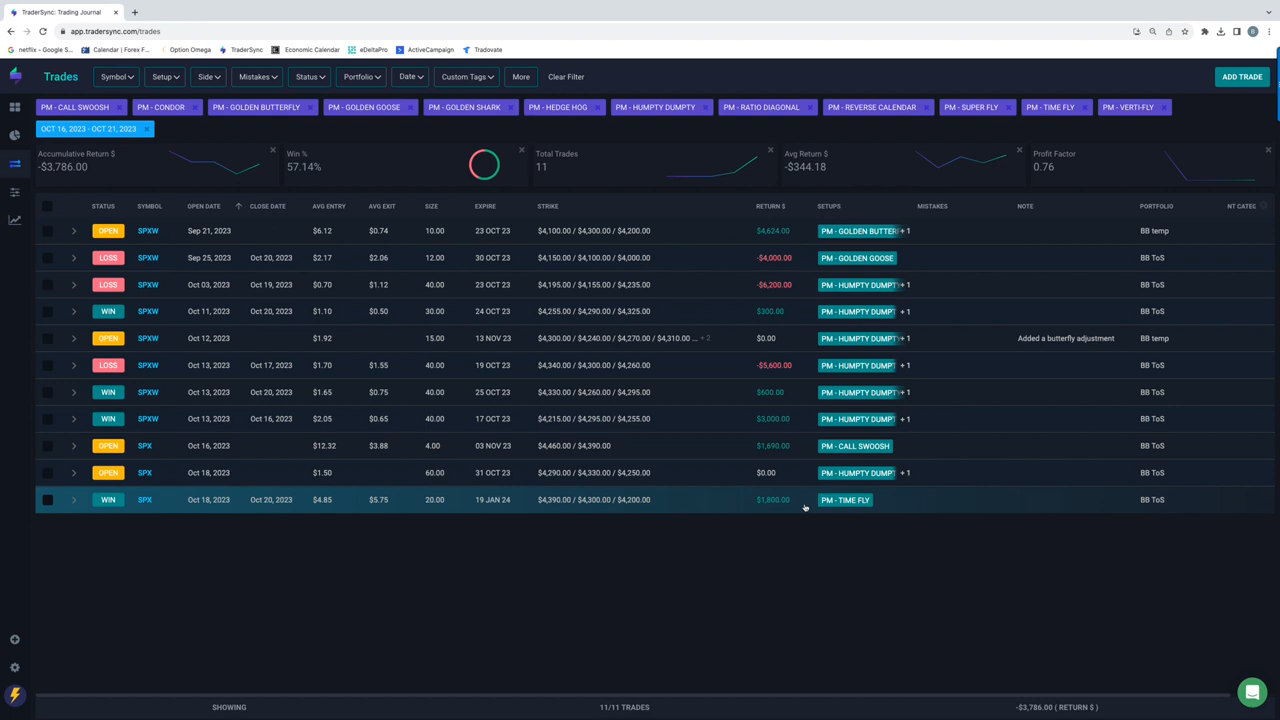 TraderSync: Trading Journal
app.tradersync.com/trades
netflix - Google S... Calendar | Forex F... Option Omega TraderSync Economic Calendar eDeltaPro ActiveCampaign Tradovate
Trades Symbol Setup Side Mistakes Status Portfolio Date Custom Tags More Clear Filter ADD TRADE
PM - CALL SWOOSH × PM - CONDOR × PM - GOLDEN BUTTERFLY × PM - GOLDEN GOOSE × PM - GOLDEN SHARK × PM - HEDGE HOG × PM - HUMPTY DUMPTY × PM - RATIO DIAGONAL × PM - REVERSE CALENDAR × PM - SUPER FLY × PM - TIME FLY × PM - VERTI-FLY ×
OCT 16, 2023 - OCT 21, 2023 ×
Accumulative Return $ Win % Total Trades Avg Return $ Profit Factor
-$3,786.00 57.14% 11 -$344.18 0.76
STATUS SYMBOL OPEN DATE CLOSE DATE AVG ENTRY AVG EXIT SIZE EXPIRE STRIKE RETURN $ SETUPS MISTAKES NOTE PORTFOLIO NT CATEG
OPEN SPXW Sep 21, 2023 $6.12 $0.74 10.00 23 OCT 23 $4,100.00 / $4,300.00 / $4,200.00 $4,624.00 PM - GOLDEN BUTTER + 1 BB temp
LOSS SPXW Sep 25, 2023 Oct 20, 2023 $2.17 $2.06 12.00 30 OCT 23 $4,150.00 / $4,100.00 / $4,000.00 -$4,000.00 PM - GOLDEN GOOSE BB ToS
LOSS SPXW Oct 03, 2023 Oct 19, 2023 $0.70 $1.12 40.00 23 OCT 23 $4,195.00 / $4,155.00 / $4,235.00 -$6,200.00 PM - HUMPTY DUMPTY + 1 BB ToS
WIN SPXW Oct 11, 2023 Oct 20, 2023 $1.10 $0.50 30.00 24 OCT 23 $4,255.00 / $4,290.00 / $4,325.00 $300.00 PM - HUMPTY DUMPT + 1 BB ToS
OPEN SPXW Oct 12, 2023 $1.92 15.00 13 NOV 23 $4,300.00 / $4,240.00 / $4,270.00 / $4,310.00 ... + 2 $0.00 PM - HUMPTY DUMPTY + 1 Added a butterfly adjustment BB temp
LOSS SPXW Oct 13, 2023 Oct 17, 2023 $1.70 $1.55 40.00 19 OCT 23 $4,340.00 / $4,300.00 / $4,260.00 -$5,600.00 PM - HUMPTY DUMPT + 1 BB ToS
WIN SPXW Oct 13, 2023 Oct 20, 2023 $1.65 $0.75 40.00 23 OCT 23 $4,330.00 / $4,260.00 / $4,295.00 $600.00 PM - HUMPTY DUMPTY + 1 BB ToS
WIN SPXW Oct 13, 2023 Oct 16, 2023 $2.05 $0.65 40.00 17 OCT 23 $4,215.00 / $4,295.00 / $4,255.00 $3,000.00 PM - HUMPTY DUMPT + 1 BB ToS
OPEN SPX Oct 16, 2023 $12.32 $3.88 4.00 03 NOV 23 $4,460.00 / $4,390.00 $1,690.00 PM - CALL SWOOSH BB ToS
OPEN SPX Oct 18, 2023 $1.50 60.00 31 OCT 23 $4,290.00 / $4,330.00 / $4,250.00 $0.00 PM - HUMPTY DUMPT + 1 BB ToS
WIN SPX Oct 18, 2023 Oct 20, 2023 $4.85 $5.75 20.00 19 JAN 24 $4,390.00 / $4,300.00 / $4,200.00 $1,800.00 PM - TIME FLY BB ToS
SHOWING 11/11 TRADES -$3,786.00 ( RETURN $ )